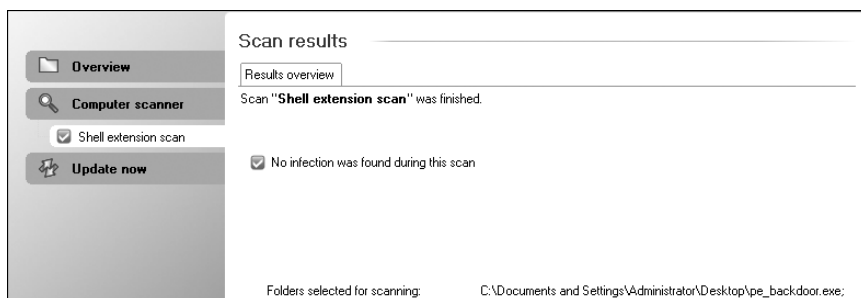 Overview
Computer scanner
Shell extension scan
Update now
Scan results
Results overview
Scan "Shell extension scan" was finished.
No infection was found during this scan
Folders selected for scanning: C:\Documents and Settings\Administrator\Desktop\pe_backdoor.exe;